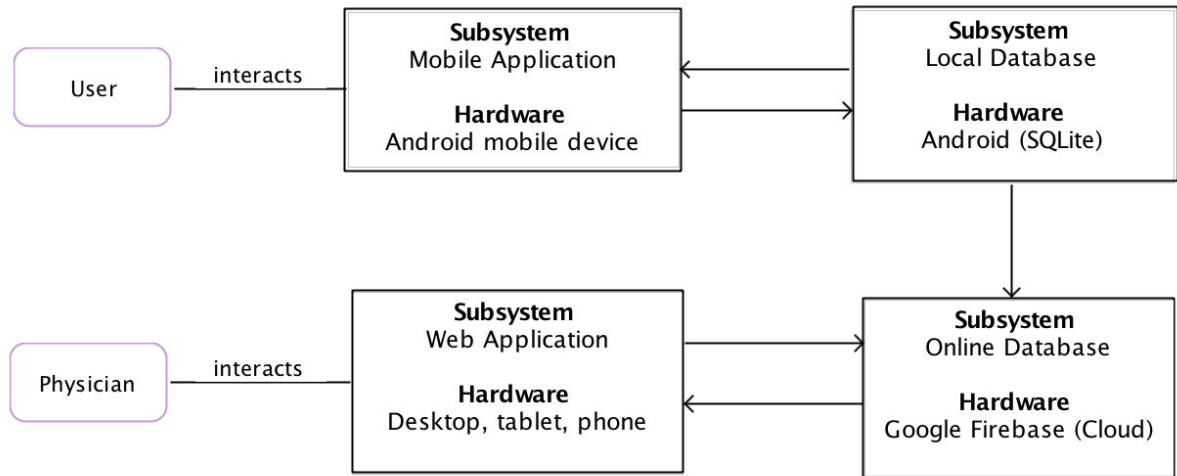 User
interacts
Subsystem
Mobile Application
Hardware
Android mobile device
Subsystem
Local Database
Hardware
Android (SQLite)
Physician
interacts
Subsystem
Web Application
Hardware
Desktop, tablet, phone
Subsystem
Online Database
Hardware
Google Firebase (Cloud)